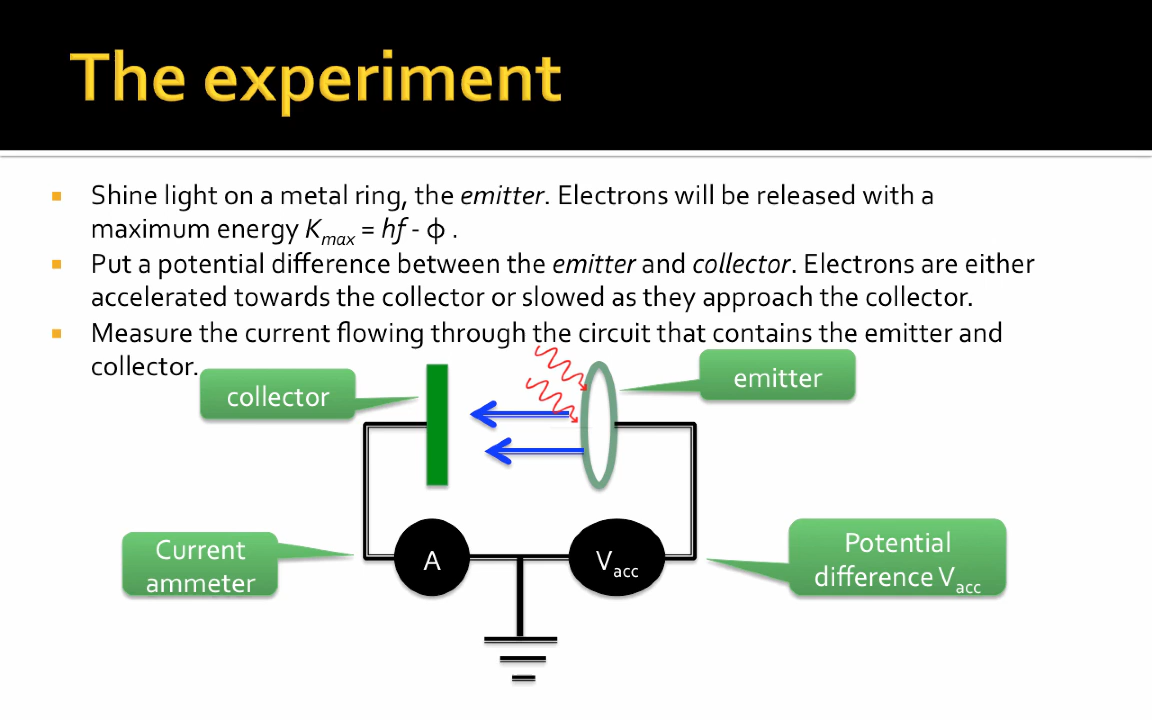 The experiment
Shine light on a metal ring, the emitter. Electrons will be released with a
maximum energy Kmax = hf - φ .
Put a potential difference between the emitter and collector. Electrons are either
accelerated towards the collector or slowed as they approach the collector.
Measure the current flowing through the circuit that contains the emitter and
collector.
collector
emitter
Current
ammeter
A
Vacc
Potential
difference Vacc